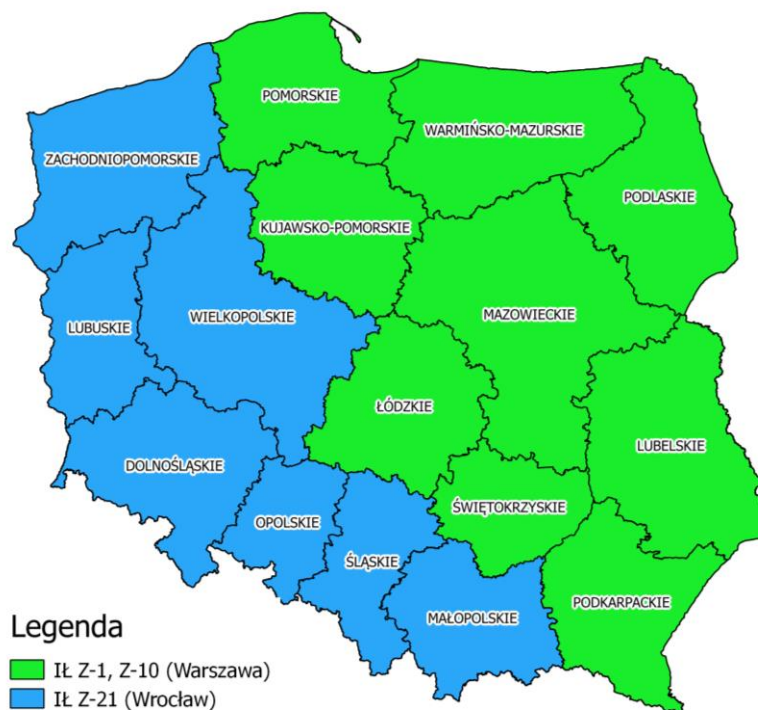 POMORSKIE
WARMIŃSKO-MAZURSKIE
ZACHODNIOPOMORSKIE
PODLASKIE
KUJAWSKO-POMORSKIE
WIELKOPOLSKIE
MAZOWIECKIE
LUBUSKIE
ŁÓDZKIE
LUBELSKIE
DOLNOŚLĄSKIE
ŚWIĘTOKRZYSKIE
OPOLSKIE
ŚLĄSKIE
PODKARPACKIE
MAŁOPOLSKIE
Legenda
IŁ Z-1, Z-10 (Warszawa)
IŁ Z-21 (Wrocław)